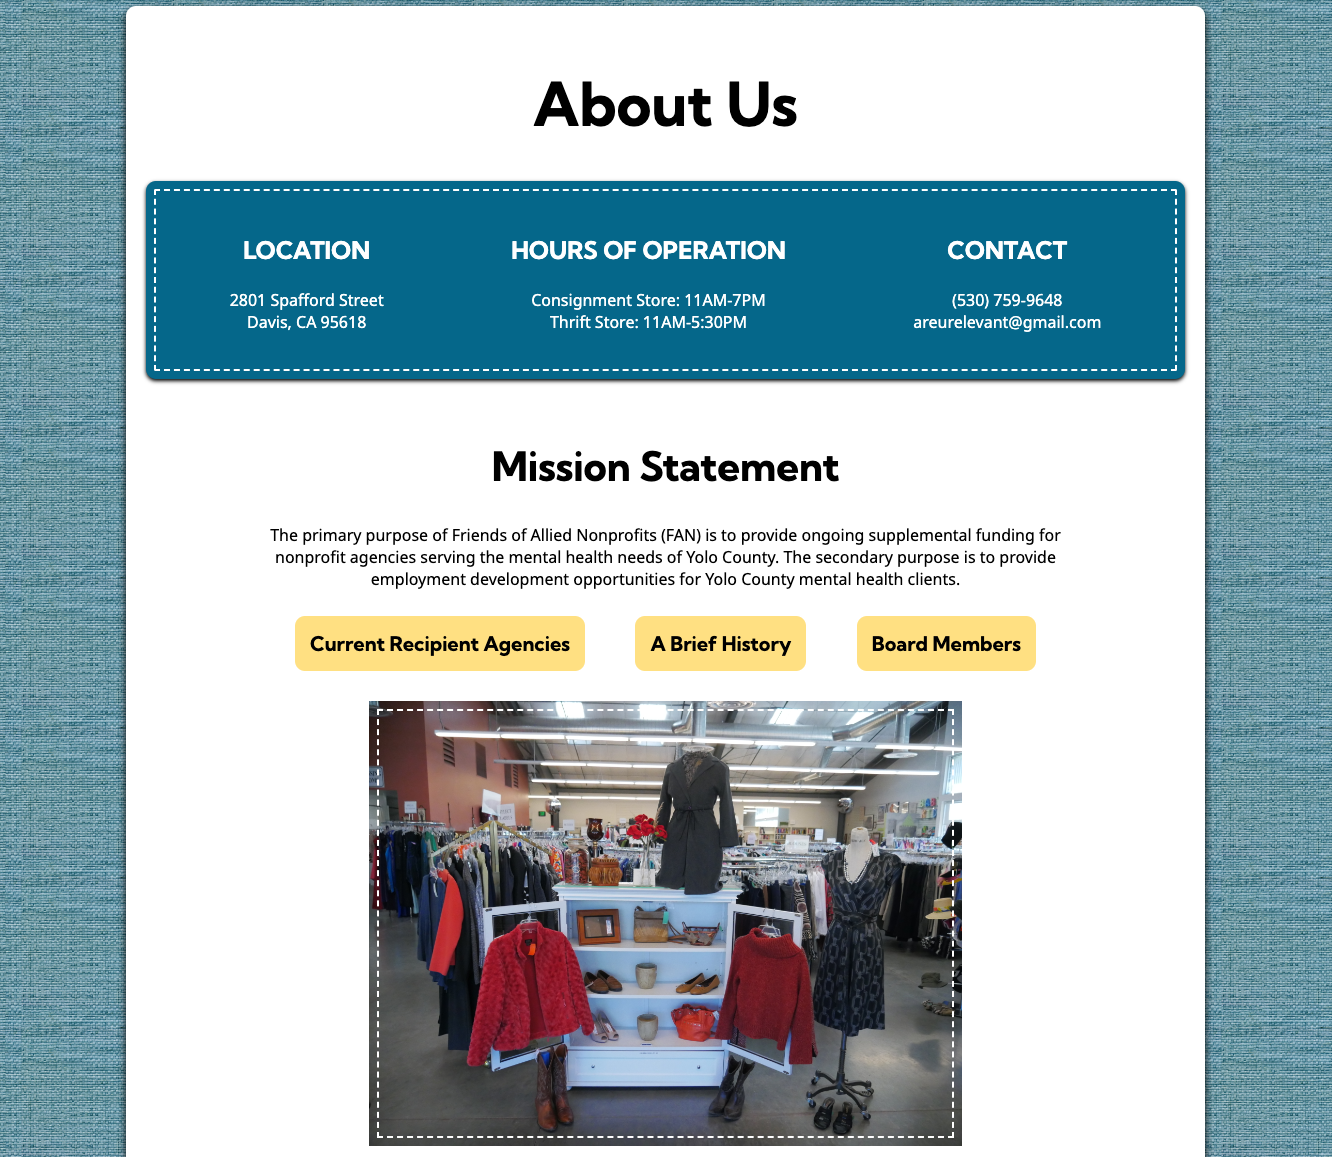 About Us
LOCATION
2801 Spafford Street
Davis, CA 95618
HOURS OF OPERATION
Consignment Store: 11AM-7PM
Thrift Store: 11AM-5:30PM
CONTACT
(530) 759-9648
areurelevant@gmail.com
Mission Statement
The primary purpose of Friends of Allied Nonprofits (FAN) is to provide ongoing supplemental funding for
nonprofit agencies serving the mental health needs of Yolo County. The secondary purpose is to provide
employment development opportunities for Yolo County mental health clients.
Current Recipient Agencies
A Brief History
Board Members